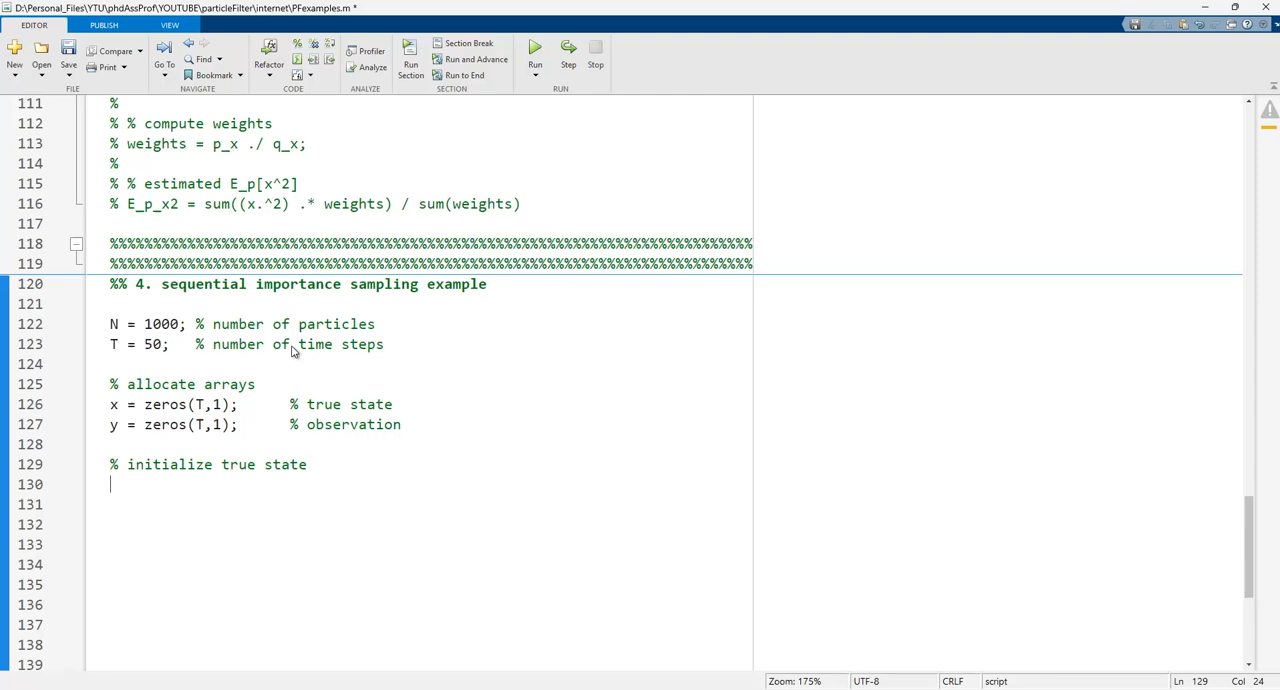 D:\Personal_Files\YTU\phdAssProf\YOUTUBE\particleFilter\internet\PFexamples.m *
EDITOR PUBLISH VIEW
New Open Save Compare Print Go To Find Bookmark Refactor Profiler Analyze Run Section Section Break Run and Advance Run to End Run Step Stop
FILE NAVIGATE CODE ANALYZE SECTION RUN
111 %
112 % % compute weights
113 % weights = p_x ./ q_x;
114 %
115 % % estimated E_p[x^2]
116 % E_p_x2 = sum((x.^2) .* weights) / sum(weights)
117
118 %%%%%%%%%%%%%%%%%%%%%%%%%%%%%%%%%%%%%%%%%%%%%%%%%%%%%%%%%%%%%%%%%%%%%%%%%%%
119 %%%%%%%%%%%%%%%%%%%%%%%%%%%%%%%%%%%%%%%%%%%%%%%%%%%%%%%%%%%%%%%%%%%%%%%%%%%
120 %% 4. sequential importance sampling example
121
122 N = 1000; % number of particles
123 T = 50; % number of time steps
124
125 % allocate arrays
126 x = zeros(T,1); % true state
127 y = zeros(T,1); % observation
128
129 % initialize true state
130
131
132
133
134
135
136
137
138
139
Zoom: 175% UTF-8 CRLF script Ln 129 Col 24